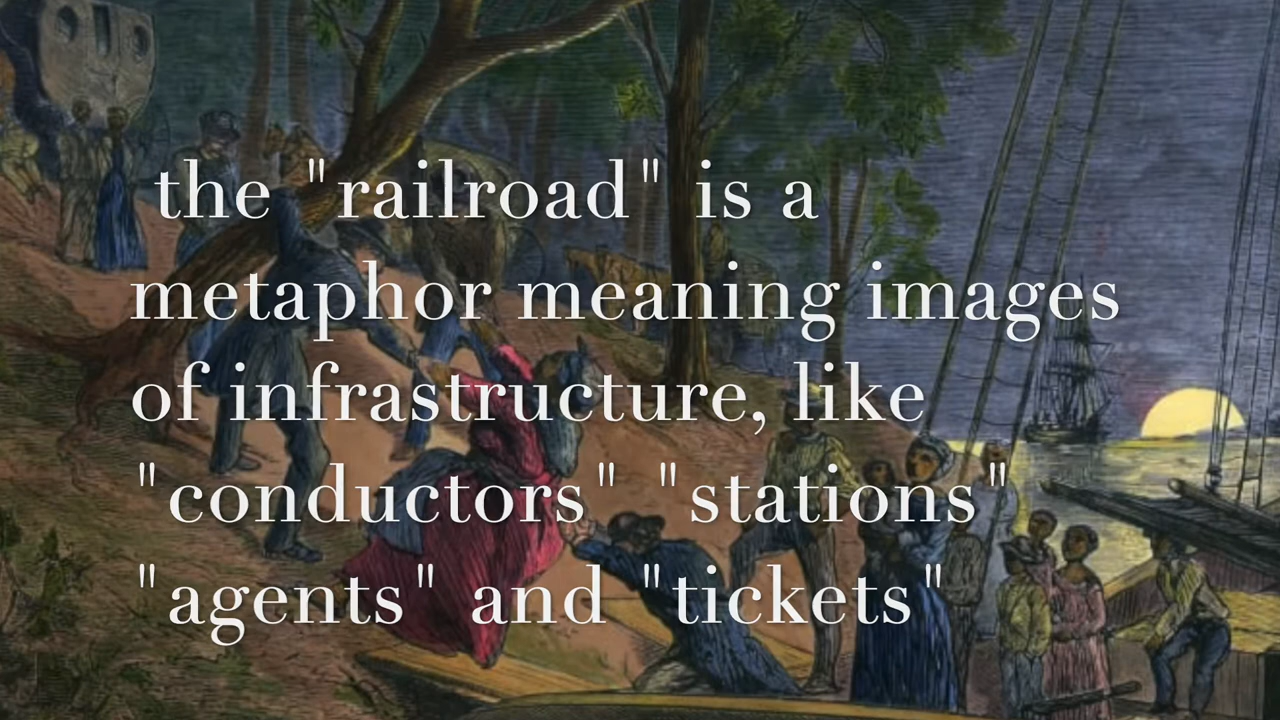 the "railroad" is a
metaphor meaning images
of infrastructure, like
"conductors" "stations"
"agents" and "tickets"